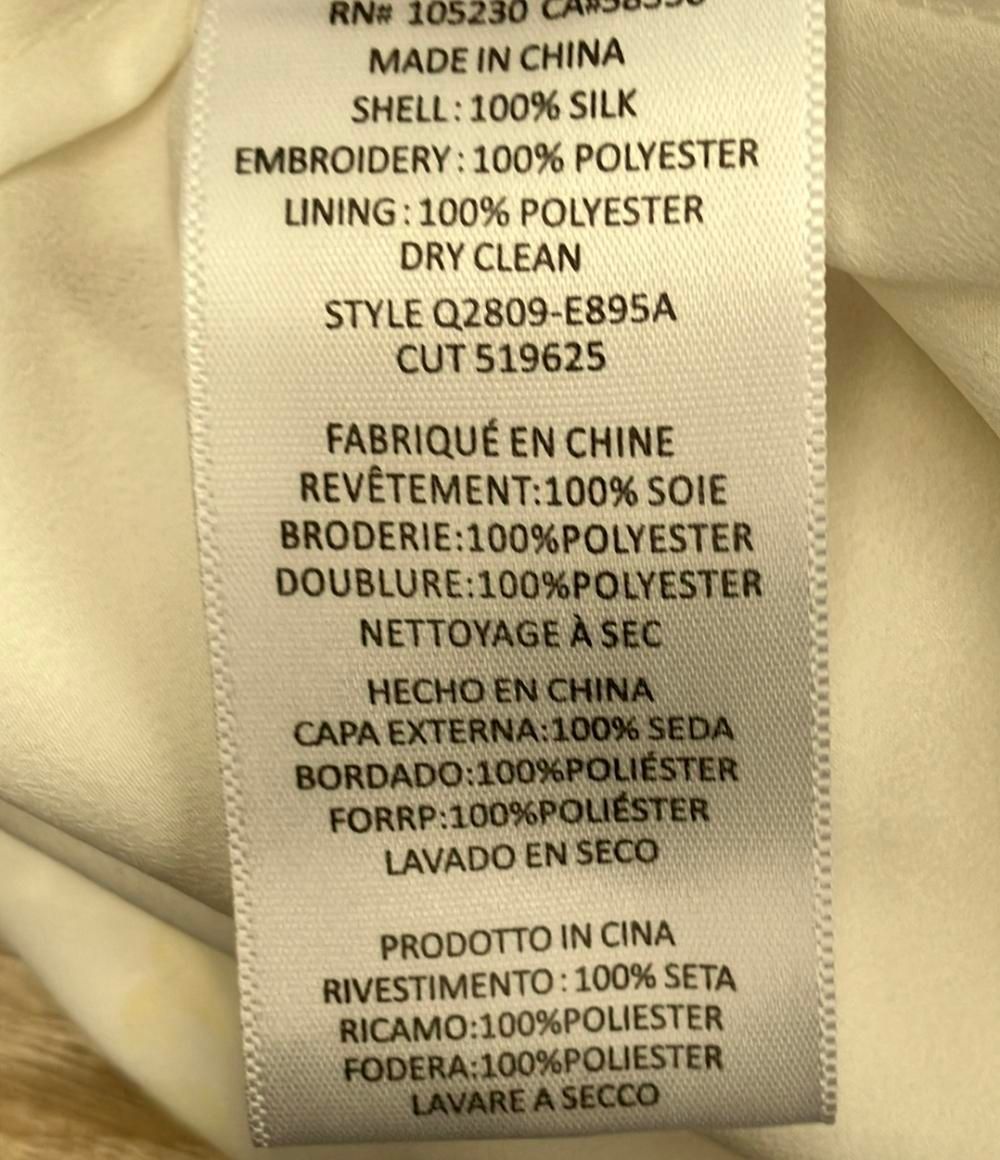 RN# 105230
MADE IN CHINA
SHELL: 100% SILK
EMBROIDERY: 100% POLYESTER
LINING: 100% POLYESTER
DRY CLEAN
STYLE Q2809-E895A
CUT 519625
FABRIQUÉ EN CHINE
REVÊTEMENT:100% SOIE
BRODERIE:100%POLYESTER
DOUBLURE:100%POLYESTER
NETTOYAGE À SEC
HECHO EN CHINA
CAPA EXTERNA:100% SEDA
BORDADO:100%POLIÉSTER
FORRP:100%POLIÉSTER
LAVADO EN SECO
PRODOTTO IN CINA
RIVESTIMENTO : 100% SETA
RICAMO:100%POLIESTER
FODERA:100%POLIESTER
LAVARE A SECCO